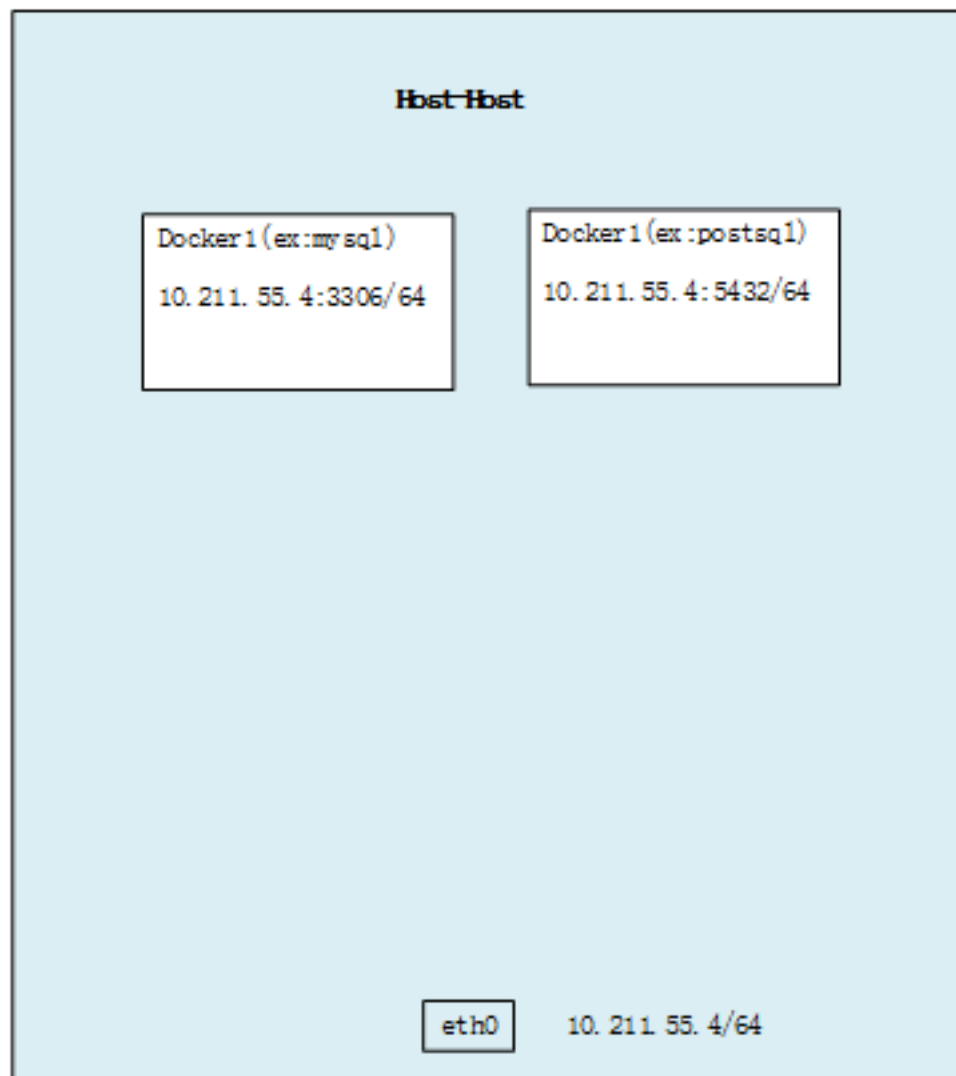 Host-Host
Docker1(ex:mysql)
10.211.55.4:3306/64
Docker1(ex:postsql)
10.211.55.4:5432/64
eth0
10.211.55.4/64